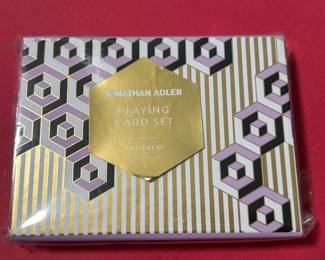 JONATHAN ADLER
PLAYING
CARD SET
TWO DECKS